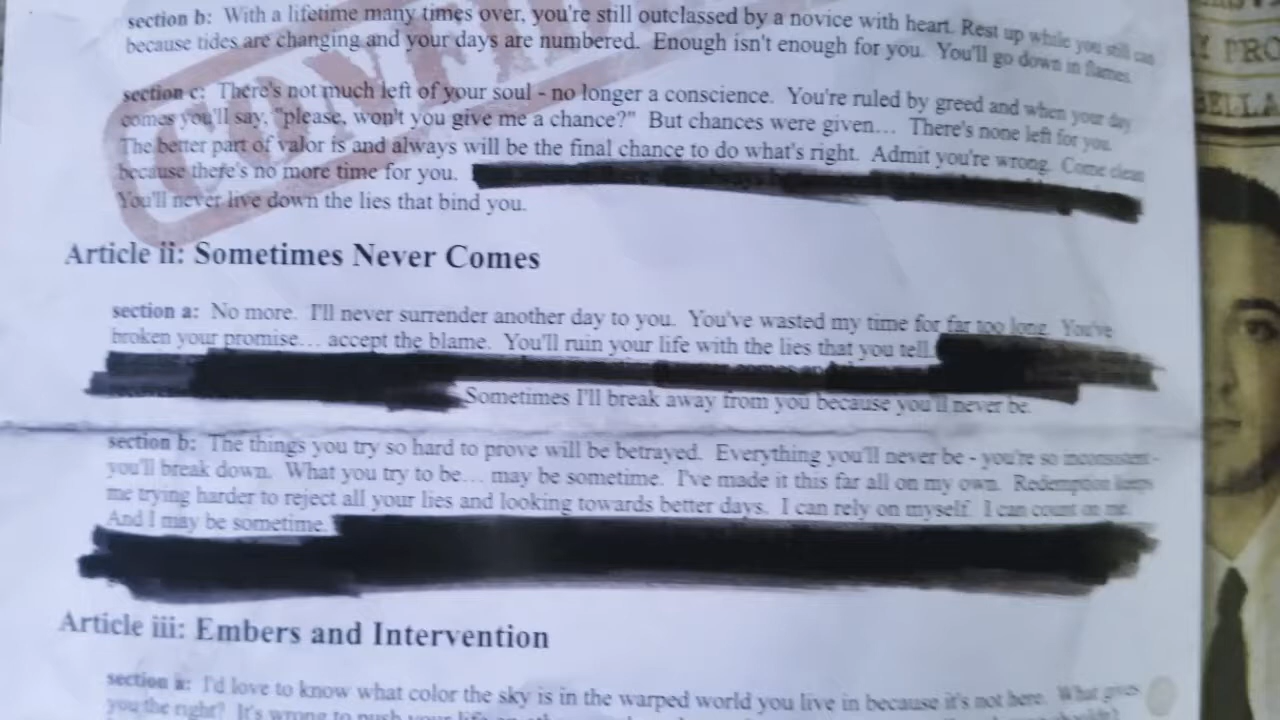 section b: With a lifetime many times over, you're still outclassed by a novice with heart. Rest up while you still can
because tides are changing and your days are numbered. Enough isn't enough for you. You'll go down in flames.
section c: There's not much left of your soul - no longer a conscience. You're ruled by greed and when your day
comes you'll say, "please, won't you give me a chance?" But chances were given... There's none left for you.
The better part of valor is and always will be the final chance to do what's right. Admit you're wrong. Come clean
because there's no more time for you.
You'll never live down the lies that bind you.
Article ii: Sometimes Never Comes
section a: No more. I'll never surrender another day to you. You've wasted my time for far too long. You've
broken your promise... accept the blame. You'll ruin your life with the lies that you tell.
Sometimes I'll break away from you because you'll never be.
section b: The things you try so hard to prove will be betrayed. Everything you'll never be - you're so inconsistent -
you'll break down. What you try to be... may be sometime. I've made it this far all on my own. Redemption keeps
me trying harder to reject all your lies and looking towards better days. I can rely on myself. I can count on me.
And I may be sometime.
Article iii: Embers and Intervention
section a: I'd love to know what color the sky is in the warped world you live in because it's not here. What gives
you the right? It's wrong to push your life on
PRO
BELLA